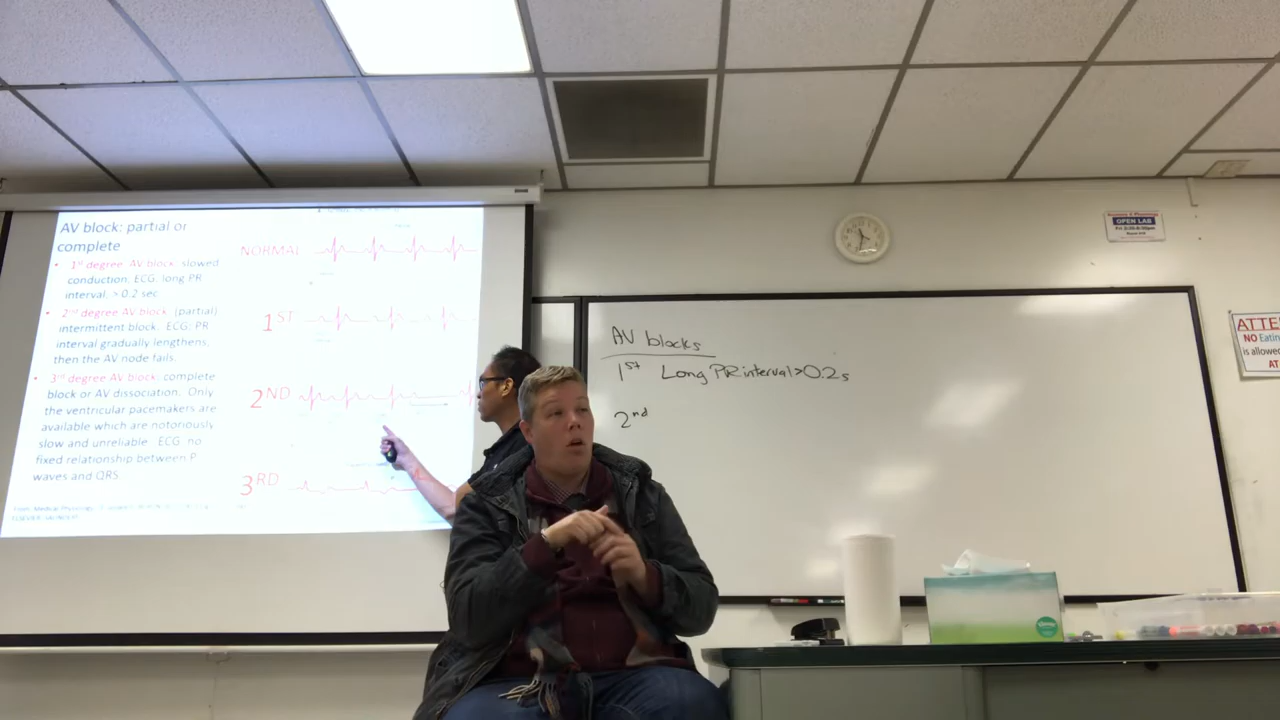 AV block: partial or
complete
• 1st degree AV block: slowed
conduction, ECG: long PR
interval, > 0.2 sec
• 2nd degree AV block: (partial)
intermittent block. ECG: PR
interval gradually lengthens,
then the AV node fails.
• 3rd degree AV block: complete
block or AV dissociation. Only
the ventricular pacemakers are
available which are notoriously
slow and unreliable. ECG: no
fixed relationship between P
waves and QRS
NORMAL
1ST
2ND
3RD
AV blocks
1st Long PR interval > 0.2s
2nd
OPEN LAB
ATTE
NO Eatin
is allowed
AT
Kleenex